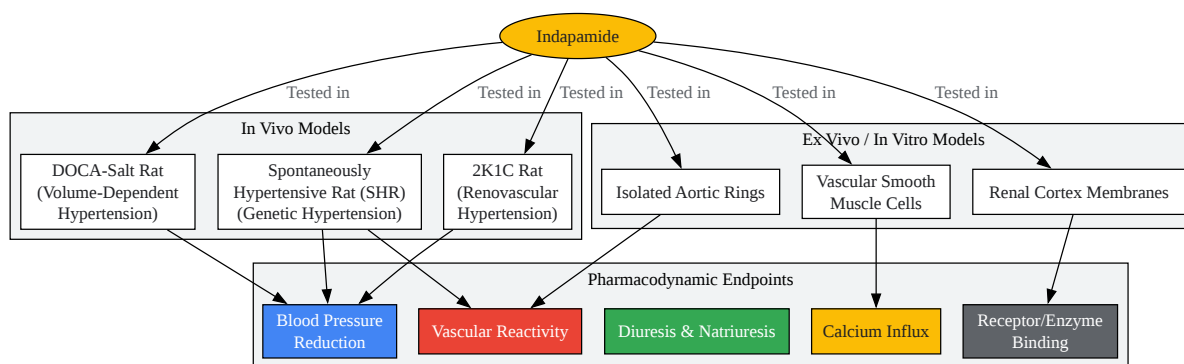 Indapamide
Tested in
Tested in
Tested in
Tested in
Tested in
Tested in
In Vivo Models
DOCA-Salt Rat
(Volume-Dependent
Hypertension)
Spontaneously
Hypertensive Rat (SHR)
(Genetic Hypertension)
2K1C Rat
(Renovascular
Hypertension)
Ex Vivo / In Vitro Models
Isolated Aortic Rings
Vascular Smooth
Muscle Cells
Renal Cortex Membranes
Pharmacodynamic Endpoints
Blood Pressure
Reduction
Vascular Reactivity
Diuresis & Natriuresis
Calcium Influx
Receptor/Enzyme
Binding